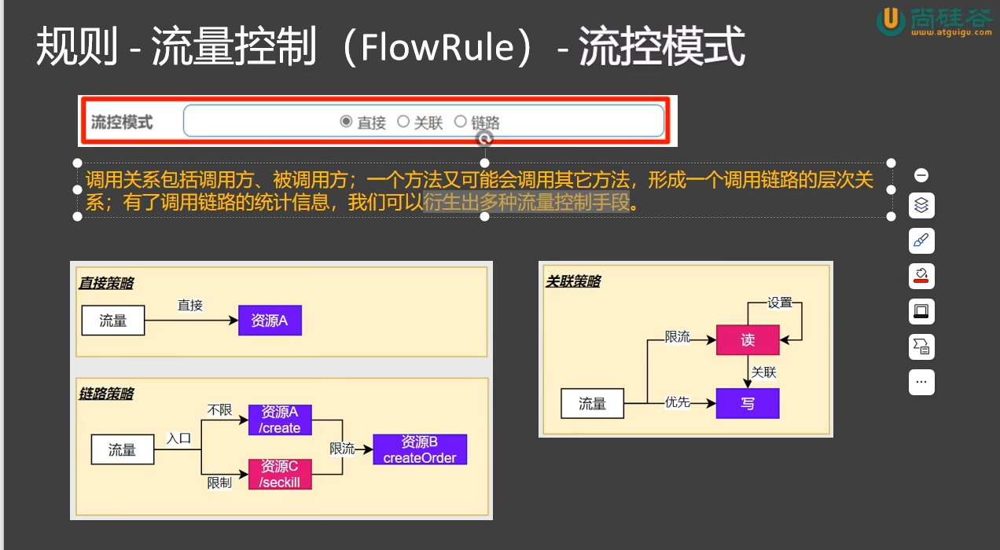 尚硅谷
www.atguigu.com
规则 - 流量控制（FlowRule）- 流控模式
流控模式 直接 关联 链路
调用关系包括调用方、被调用方；一个方法又可能会调用其它方法，形成一个调用链路的层次关
系；有了调用链路的统计信息，我们可以衍生出多种流量控制手段。
直接策略
流量
直接
资源A
链路策略
流量
入口
不限
限制
资源A
/create
资源C
/seckill
限流
资源B
createOrder
关联策略
流量
限流
优先
设置
读
关联
写